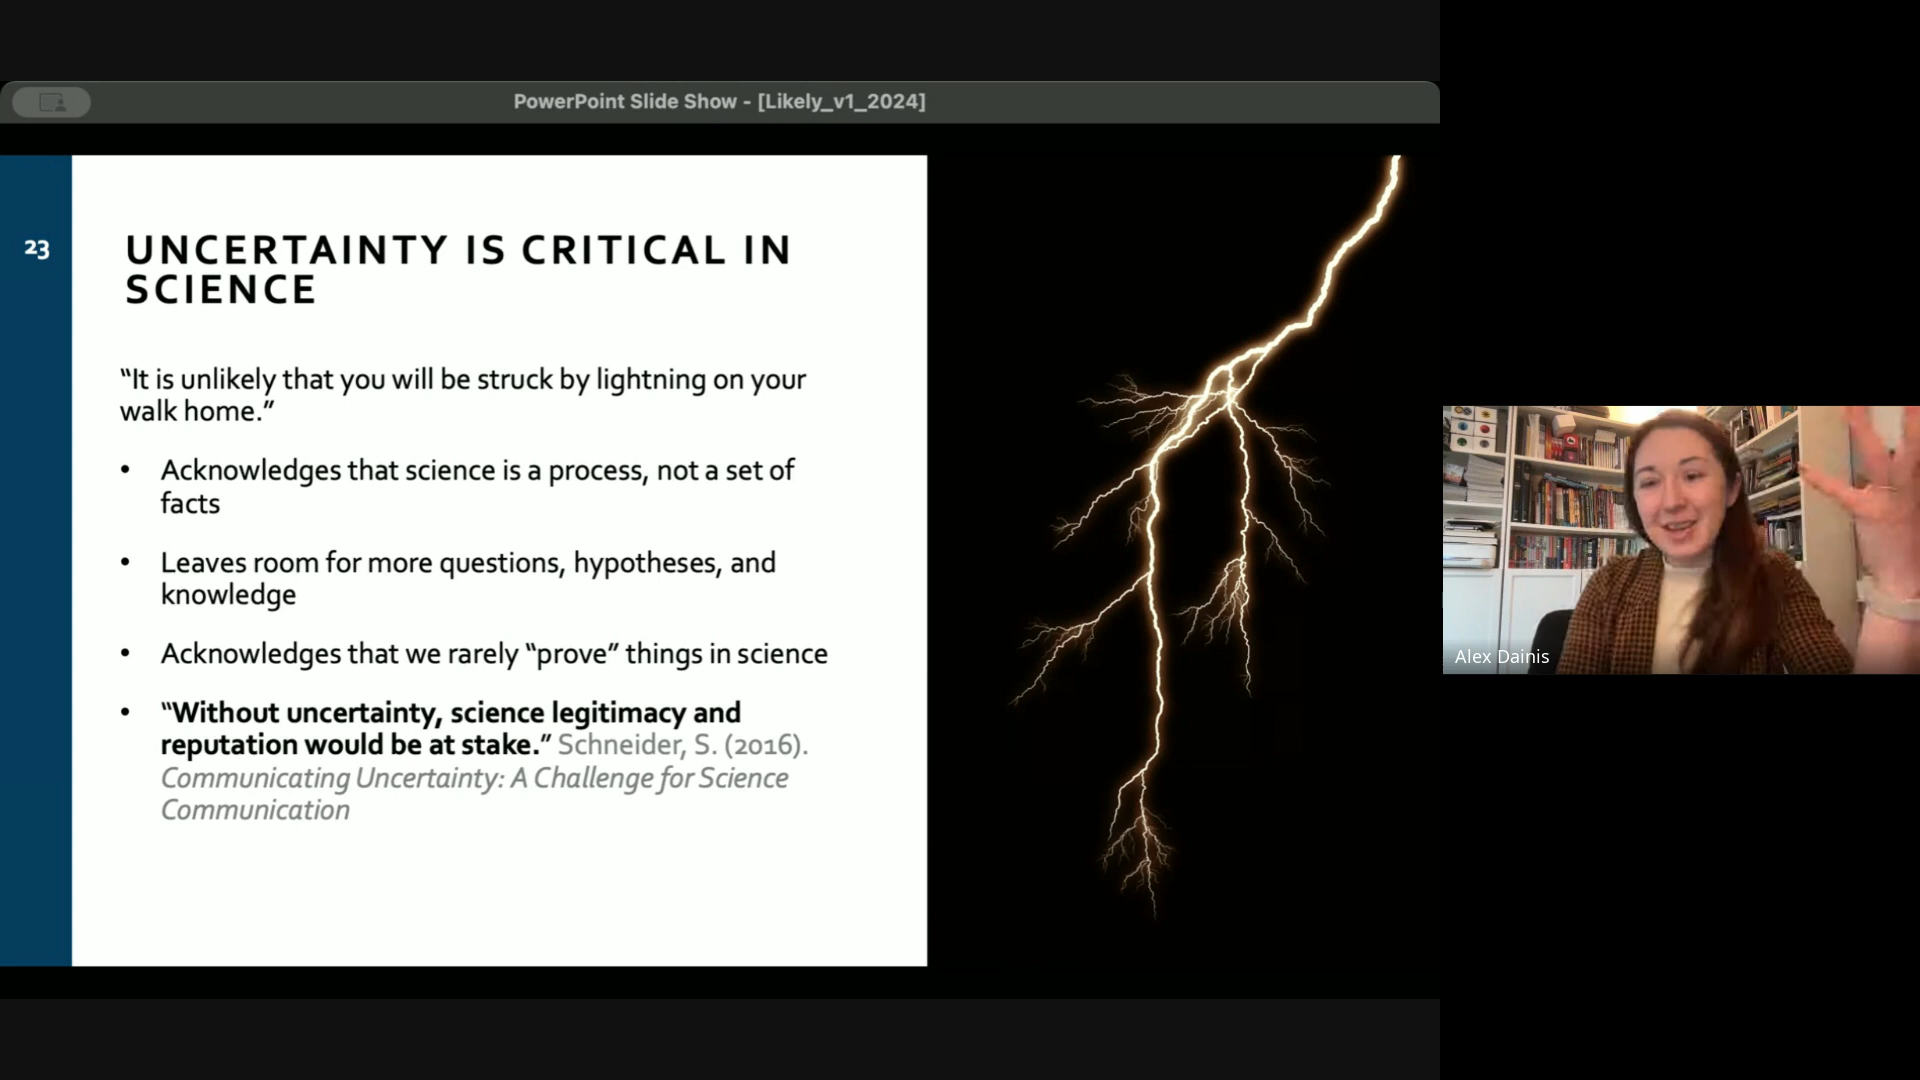 PowerPoint Slide Show - [Likely_v1_2024]
23
UNCERTAINTY IS CRITICAL IN
SCIENCE
“It is unlikely that you will be struck by lightning on your
walk home.”
• Acknowledges that science is a process, not a set of
facts
• Leaves room for more questions, hypotheses, and
knowledge
• Acknowledges that we rarely “prove” things in science
• “Without uncertainty, science legitimacy and
reputation would be at stake.” Schneider, S. (2016).
Communicating Uncertainty: A Challenge for Science
Communication
Alex Dainis